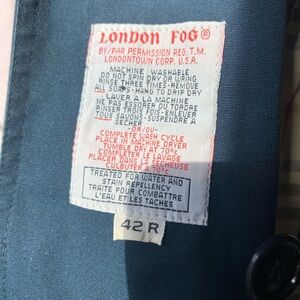 LONDON FOG®
BY/PAR PERMISSION REG. T.M.
LONDONTOWN CORP. U.S.A.
MACHINE WASHABLE
DO NOT SPIN DRY OR WRING
RINSE THREE TIMES-REMOVE
ALL SOAPS-HANG TO DRIP DRY
LAVER A LA MACHINE
NE PAS ESSORER OU TORDRE
RINSER TROIS FOIS-ENLEVER
TOUS SAVONS-SUSPENDRE A
SECHER
-OR/OU-
COMPLETE WASH CYCLE
PLACE IN MACHINE DRYER
TUMBLE DRY AT 70°C
COMPLETER LE LAVAGE
PLACER DANS LA SECHEUSE
CULBUTER A 70°C
TREATED FOR WATER AND
STAIN REPELLENCY
TRAITE POUR COMBATTRE
L'EAU ET LES TACHES
42 R